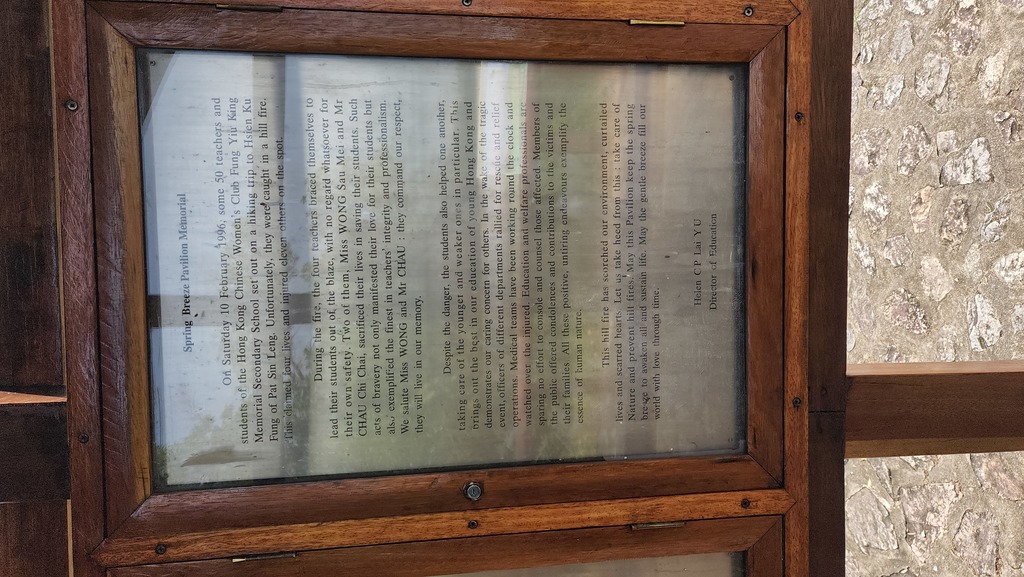 Spring Breeze Pavilion Memorial
On Saturday 10 February 1996, some 50 teachers and
students of the Hong Kong Chinese Women's Club Fung Yiu King
Memorial Secondary School set out on a hiking trip to Hsien Ku
Fung of Pat Sin Leng. Unfortunately, they were caught in a hill fire.
This claimed four lives and injured eleven others on the spot.
During the fire, the four teachers braced themselves to
lead their students out of the blaze, with no regard whatsoever for
their own safety. Two of them, Miss WONG Sau Mei and Mr
CHAU Chi Chai, sacrificed their lives in saving their students. Such
acts of bravery not only manifested their love for their students but
also exemplified the finest in teachers' integrity and professionalism.
We salute Miss WONG and Mr CHAU : they command our respect,
they will live in our memory.
Despite the danger, the students also helped one another,
taking care of the younger and weaker ones in particular. This
brings out the best in our education of young Hong Kong and
demonstrates our caring concern for others. In the wake of the tragic
event, officers of different departments rallied for rescue and relief
operations. Medical teams have been working round the clock and
watched over the injured. Education and welfare professionals are
sparing no effort to console and counsel those affected. Members of
the public offered condolences and contributions to the victims and
their families. All these positive, untiring endeavours exemplify the
essence of human nature.
This hill fire has scorched our environment, curtailed
lives and scarred hearts. Let us take heed from this : take care of
Nature and prevent hill fires. May this Pavilion keep the spring
breeze to awaken all and sustain life. May the gentle breeze fill our
world with love through time.
Helen C P Lai Y U
Director of Education